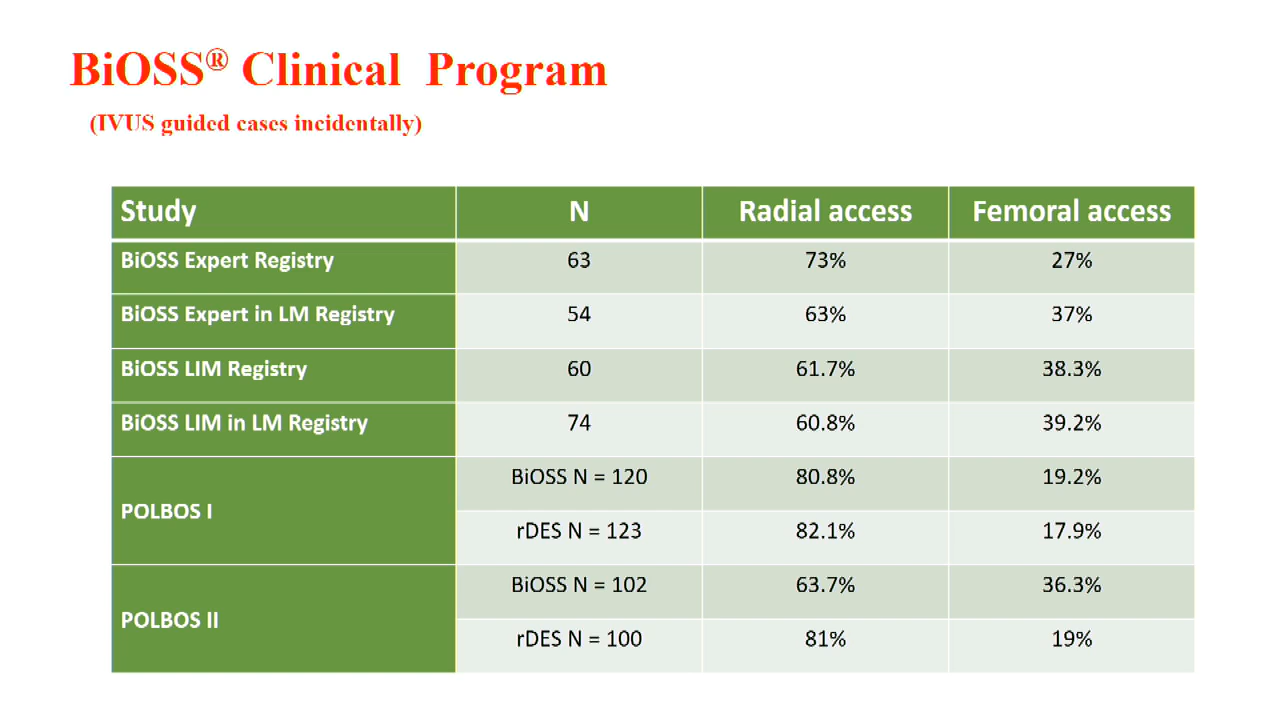 BiOSS® Clinical Program
(IVUS guided cases incidentally)
Study N Radial access Femoral access
BiOSS Expert Registry 63 73% 27%
BiOSS Expert in LM Registry 54 63% 37%
BiOSS LIM Registry 60 61.7% 38.3%
BiOSS LIM in LM Registry 74 60.8% 39.2%
POLBOS I
BiOSS N = 120 80.8% 19.2%
rDES N = 123 82.1% 17.9%
POLBOS II
BiOSS N = 102 63.7% 36.3%
rDES N = 100 81% 19%